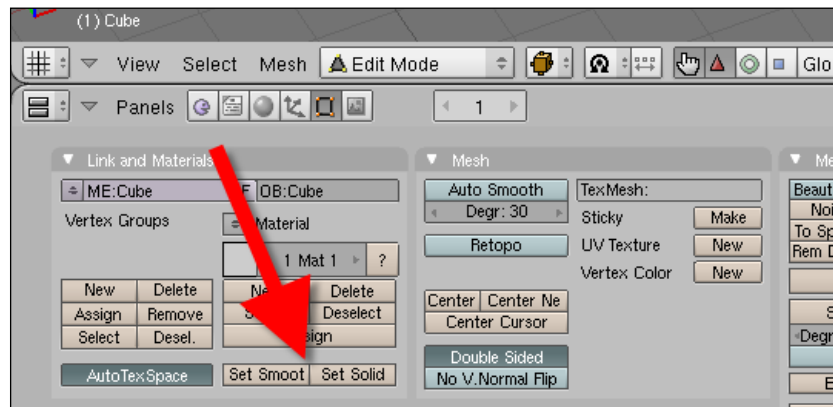 (1) Cube
View Select Mesh Edit Mode Glo
Panels 1
Link and Materials Mesh Me
ME:Cube F OB:Cube Auto Smooth TexMesh: Beaut
Degr: 30 Sticky Make Noi
Vertex Groups Material To Sp
1 Mat 1 ? Retopo UV Texture New Rem D
Vertex Color New
New Delete Delete Center Center Ne
Assign Remove Deselect Center Cursor S
Select Desel. sign Degr
Double Sided
AutoTexSpace Set Smoot Set Solid No V.Normal Flip E